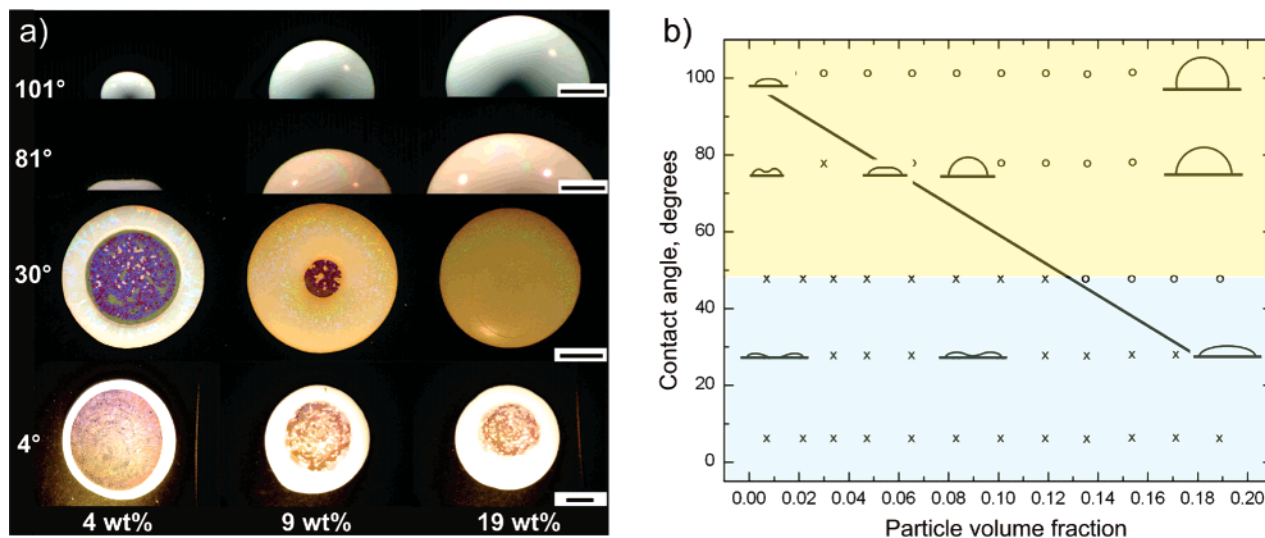 a)
101°
81°
30°
4°
4 wt%
9 wt%
19 wt%
b)
Contact angle, degrees
100
80
60
40
20
0
0.00 0.02 0.04 0.06 0.08 0.10 0.12 0.14 0.16 0.18 0.20
Particle volume fraction